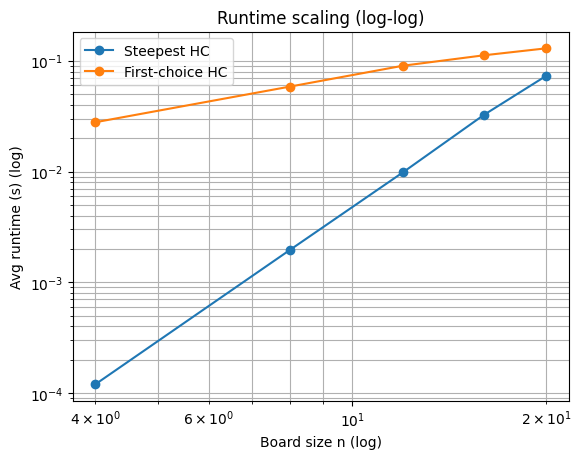 Runtime scaling (log-log)
Steepest HC
First-choice HC
Avg runtime (s) (log)
10⁻¹
10⁻²
10⁻³
10⁻⁴
4 × 10⁰
6 × 10⁰
10¹
2 × 10¹
Board size n (log)